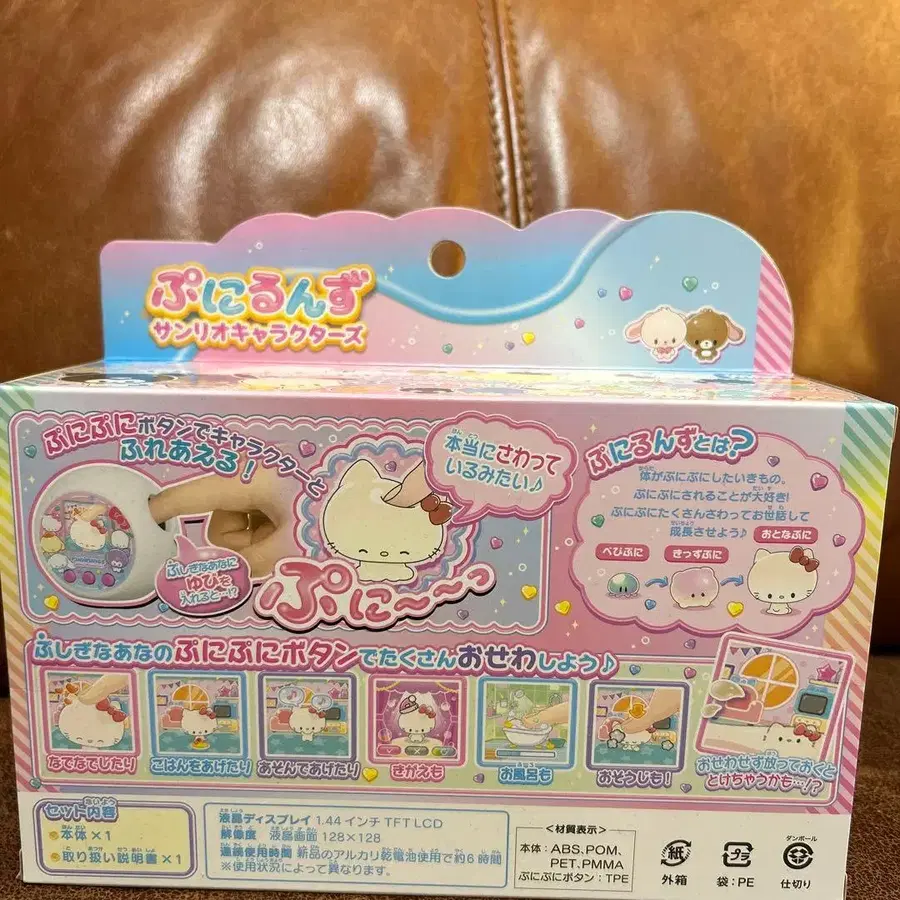 ぷにるんず
サンリオキャラクターズ
ぷにぷにボタンでキャラクターと
ふれあえる！
本当にさわって
いるみたい♪
ふしぎなあなに
ゆびを
入れると…!?
ぷに〜〜っ
ぷにるんずとは？
体がぷにぷにしたいきもの。
ぷにぷにされることが大好き！
ぷにぷにたくさんさわってお世話して
成長させよう♪
べびぷに
きっずぷに
おとなぷに
ふしぎなあなのぷにぷにボタンでたくさんおせわしよう♪
なでなでしたり
ごはんをあげたり
あそんであげたり
きがえも
お風呂も
おそうじも！
おせわせず放っておくと
とけちゃうかも…!?
セット内容
本体×1
取り扱い説明書×1
液晶ディスプレイ 1.44 インチ TFT LCD
解像度 液晶画面 128×128
連続使用時間 新品のアルカリ乾電池使用で約6時間
※使用状況によって異なります。
＜材質表示＞
本体：ABS、POM、
PET、PMMA
ぷにぷにボタン：TPE
紙
外箱
プラ
袋：PE
ダンボール
仕切り